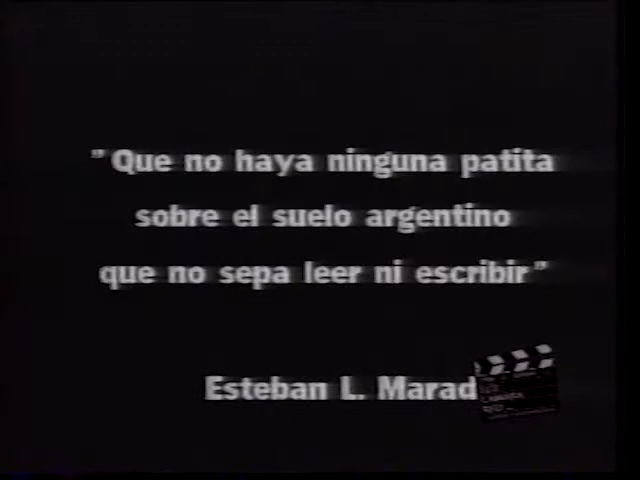 "Que no haya ninguna patita
sobre el suelo argentino
que no sepa leer ni escribir"
Esteban L. Marad